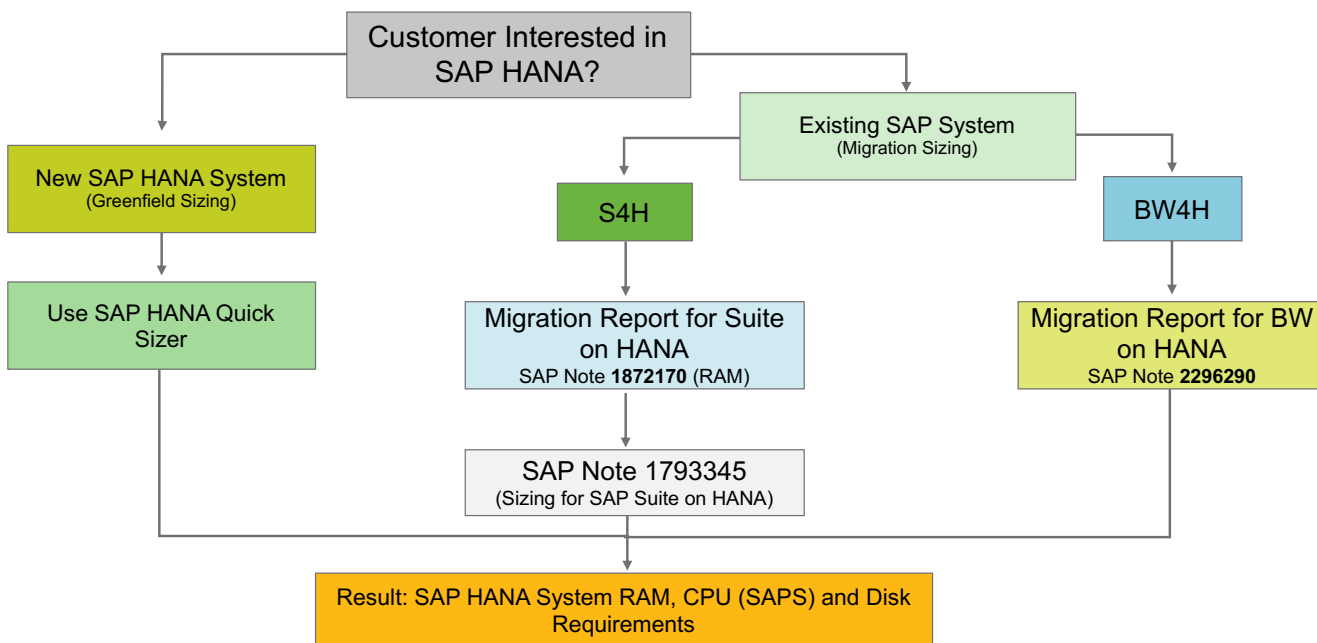 Customer Interested in
SAP HANA?
Existing SAP System
(Migration Sizing)
New SAP HANA System
(Greenfield Sizing)
S4H
BW4H
Use SAP HANA Quick
Sizer
Migration Report for Suite
on HANA
SAP Note 1872170 (RAM)
Migration Report for BW
on HANA
SAP Note 2296290
SAP Note 1793345
(Sizing for SAP Suite on HANA)
Result: SAP HANA System RAM, CPU (SAPS) and Disk
Requirements